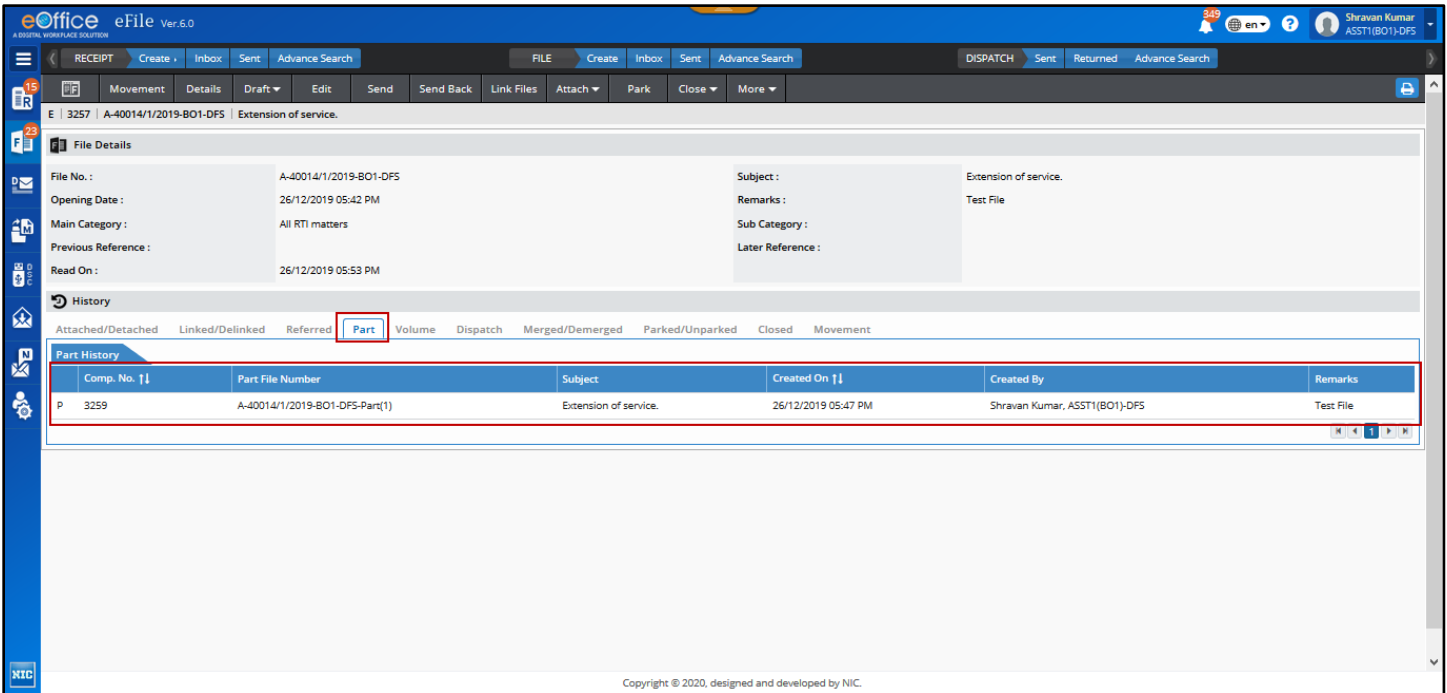 eOffice eFile Ver.6.0
A DIGITAL WORKPLACE SOLUTION
349 en ? Shravan Kumar
ASST1(BO1)-DFS
RECEIPT Create Inbox Sent Advance Search FILE Create Inbox Sent Advance Search DISPATCH Sent Returned Advance Search
Movement Details Draft Edit Send Send Back Link Files Attach Park Close More
E | 3257 | A-40014/1/2019-BO1-DFS | Extension of service.
15
R
23
F
D
M
DSC
N
File Details
File No. : A-40014/1/2019-BO1-DFS Subject : Extension of service.
Opening Date : 26/12/2019 05:42 PM Remarks : Test File
Main Category : All RTI matters Sub Category :
Previous Reference : Later Reference :
Read On : 26/12/2019 05:53 PM
History
Attached/Detached Linked/Delinked Referred Part Volume Dispatch Merged/Demerged Parked/Unparked Closed Movement
Part History
Comp. No. Part File Number Subject Created On Created By Remarks
P 3259 A-40014/1/2019-BO1-DFS-Part(1) Extension of service. 26/12/2019 05:47 PM Shravan Kumar, ASST1(BO1)-DFS Test File
1
NIC
Copyright © 2020, designed and developed by NIC.